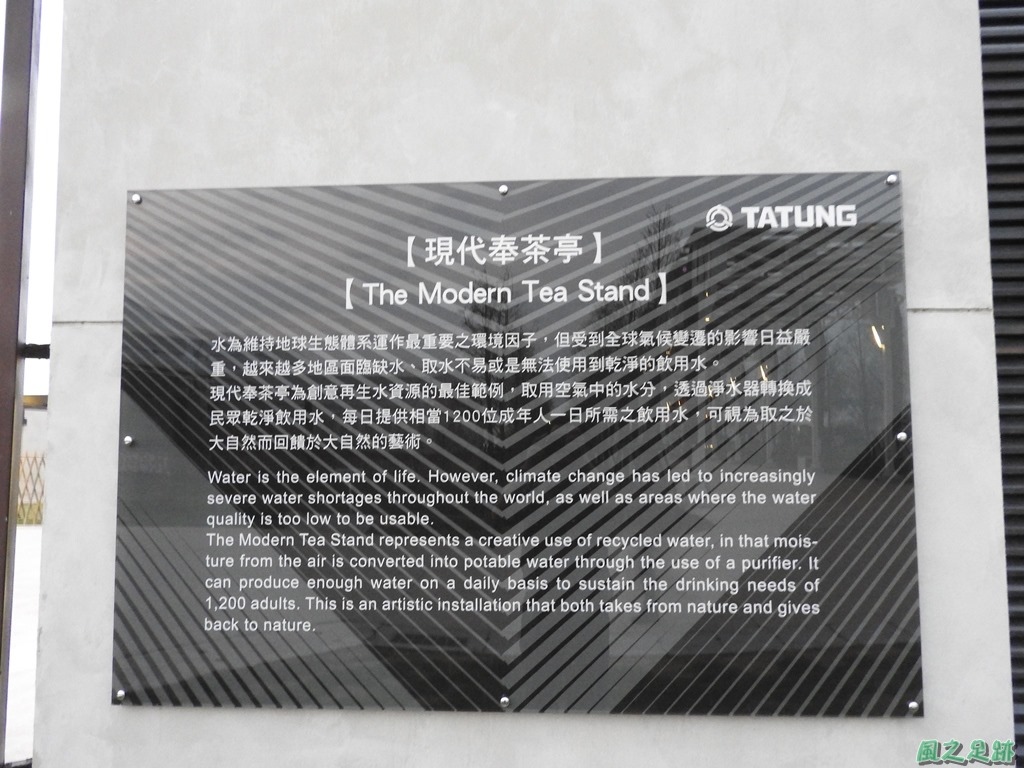 TATUNG
【現代奉茶亭】
【The Modern Tea Stand】
水為維持地球生態體系運作最重要之環境因子，但受到全球氣候變遷的影響日益嚴
重，越來越多地區面臨缺水、取水不易或是無法使用到乾淨的飲用水。
現代奉茶亭為創意再生水資源的最佳範例，取用空氣中的水分，透過淨水器轉換成
民眾乾淨飲用水，每日提供相當1200位成年人一日所需之飲用水，可視為取之於
大自然而回饋於大自然的藝術。
Water is the element of life. However, climate change has led to increasingly
severe water shortages throughout the world, as well as areas where the water
quality is too low to be usable.
The Modern Tea Stand represents a creative use of recycled water, in that mois-
ture from the air is converted into potable water through the use of a purifier. It
can produce enough water on a daily basis to sustain the drinking needs of
1,200 adults. This is an artistic installation that both takes from nature and gives
back to nature.
風之足跡